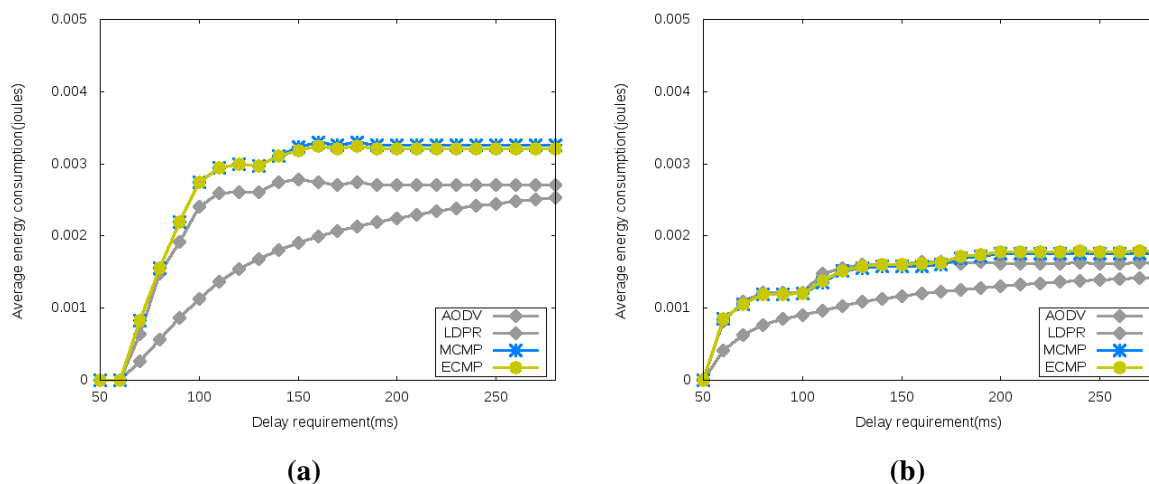 0.005
0.004
0.003
0.002
0.001
0
50
100
150
200
250
Average energy consumption(joules)
Delay requirement(ms)
AODV
LDPR
MCMP
ECMP
(a)
0.005
0.004
0.003
0.002
0.001
0
50
100
150
200
250
Average energy consumption(joules)
Delay requirement(ms)
AODV
LDPR
MCMP
ECMP
(b)